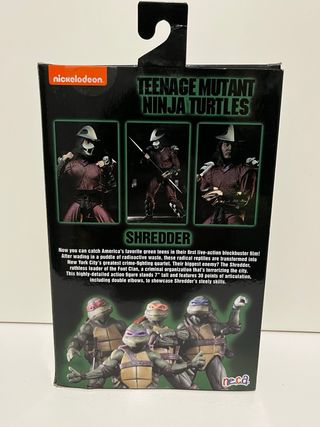 nickelodeon
TEENAGE MUTANT
NINJA TURTLES
SHREDDER
Now you can catch America's favorite green teens in their first live-action blockbuster film!
After wading in a puddle of radioactive waste, these radical reptiles are transformed into
New York City's greatest crime-fighting quartet. Their biggest enemy? The Shredder,
ruthless leader of the Foot Clan, a criminal organization that's terrorizing the city.
This highly-detailed action figure stands 7" tall and features 30 points of articulation,
including double elbows, to showcase Shredder's steely skills.
neca